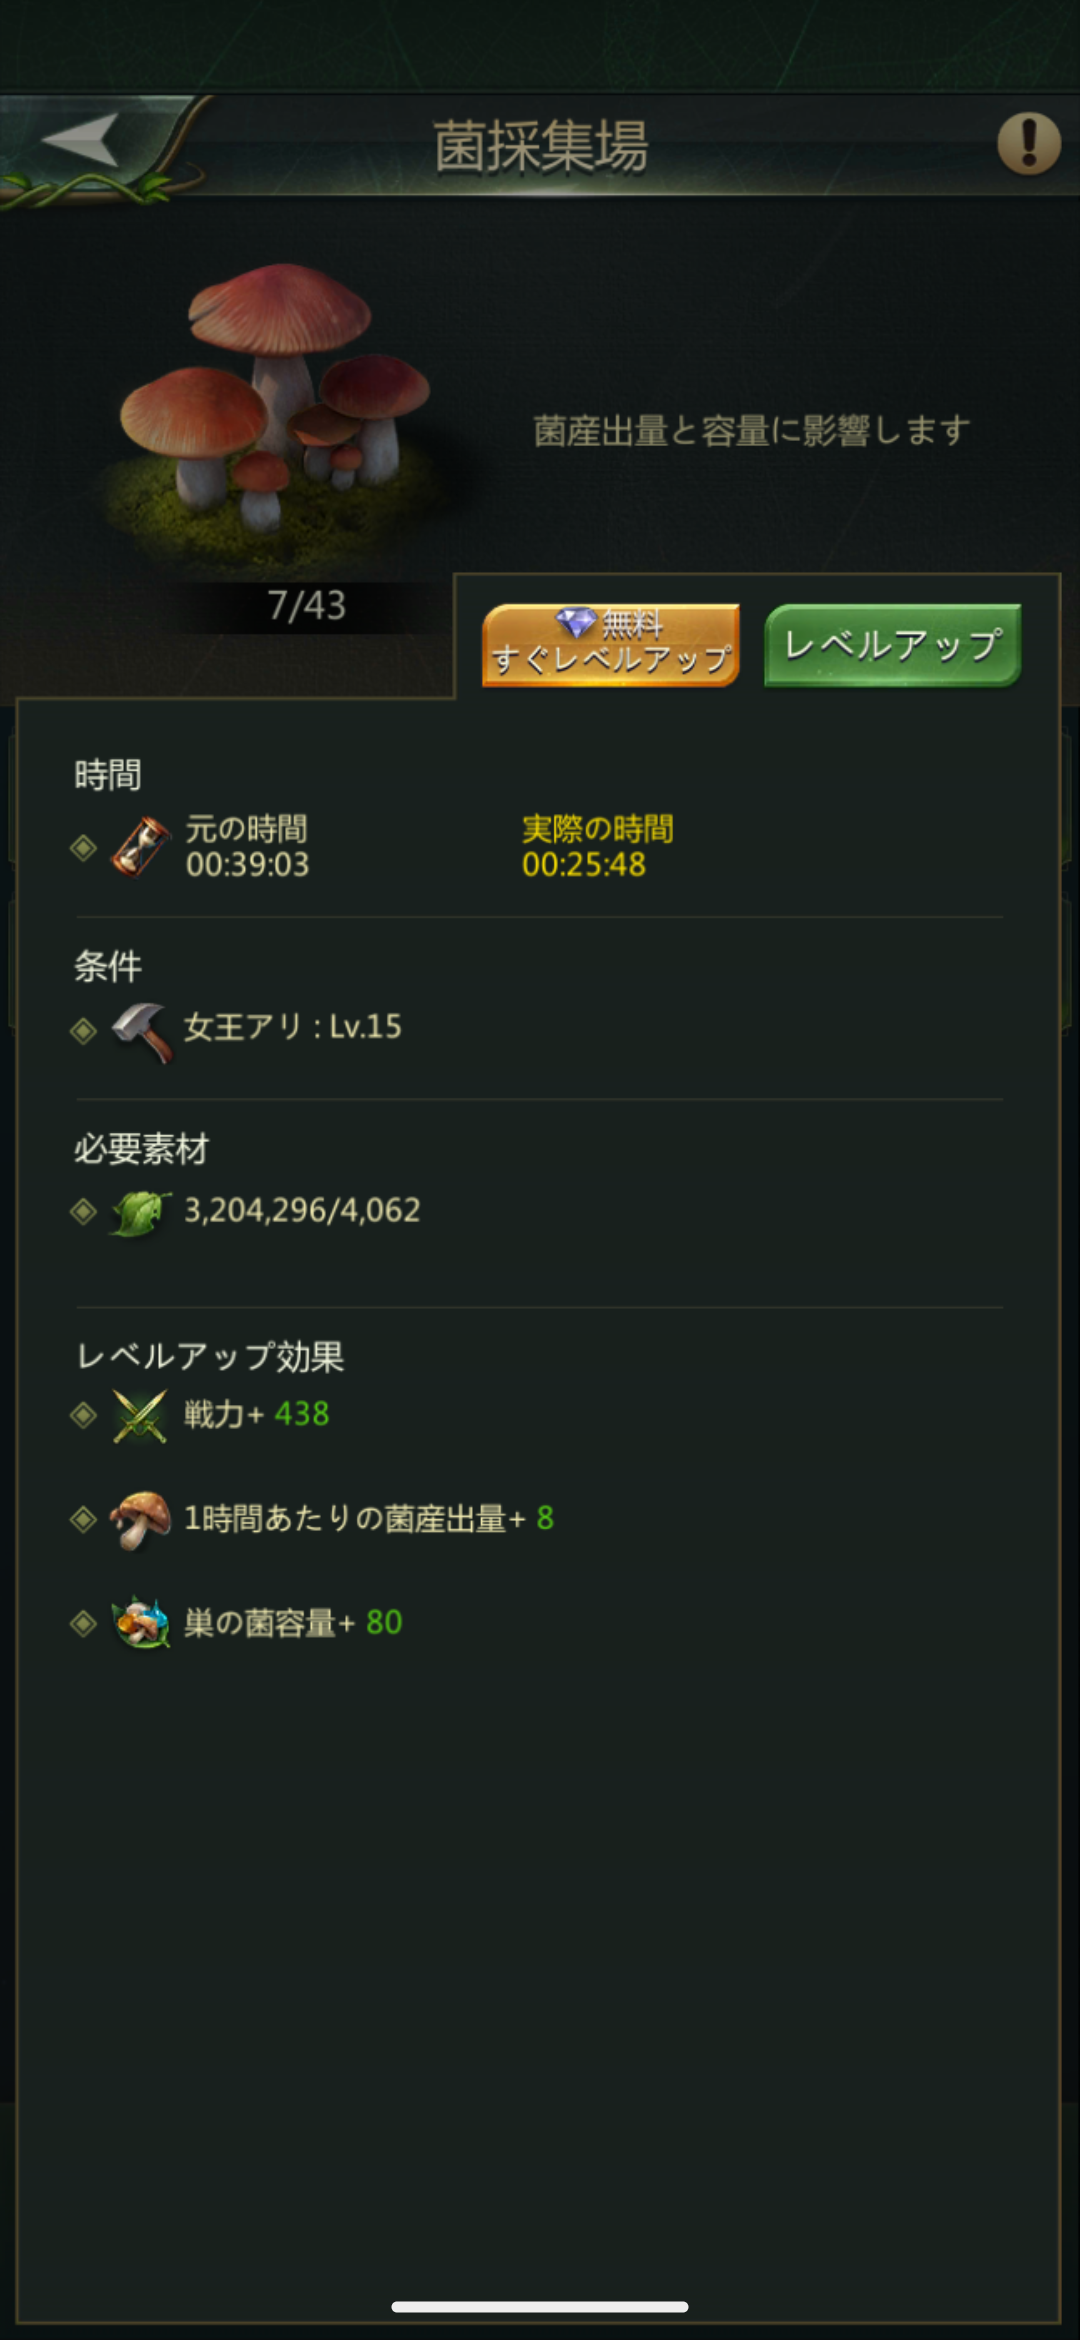 菌採集場
菌産出量と容量に影響します
7/43
無料
すぐレベルアップ
レベルアップ
時間
元の時間
00:39:03
実際の時間
00:25:48
条件
女王アリ : Lv.15
必要素材
3,204,296/4,062
レベルアップ効果
戦力+ 438
1時間あたりの菌産出量+ 8
巣の菌容量+ 80